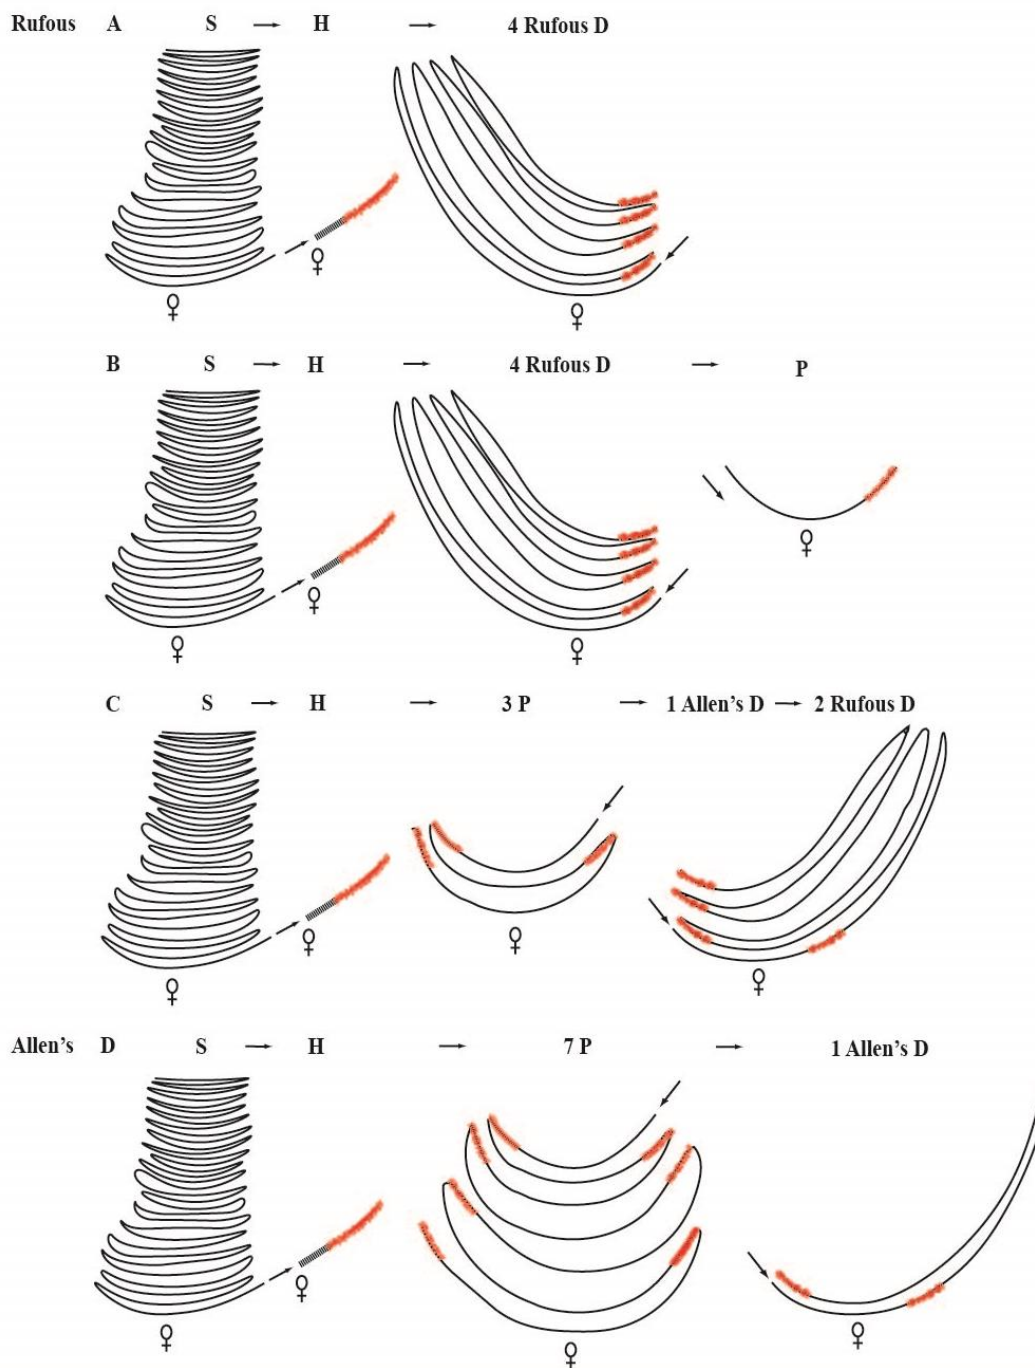 Rufous A S → H → 4 Rufous D
♀ ♀ ♀
B S → H → 4 Rufous D → P
♀ ♀ ♀ ♀
C S → H → 3 P → 1 Allen's D → 2 Rufous D
♀ ♀ ♀ ♀
Allen's D S → H → 7 P → 1 Allen's D
♀ ♀ ♀ ♀